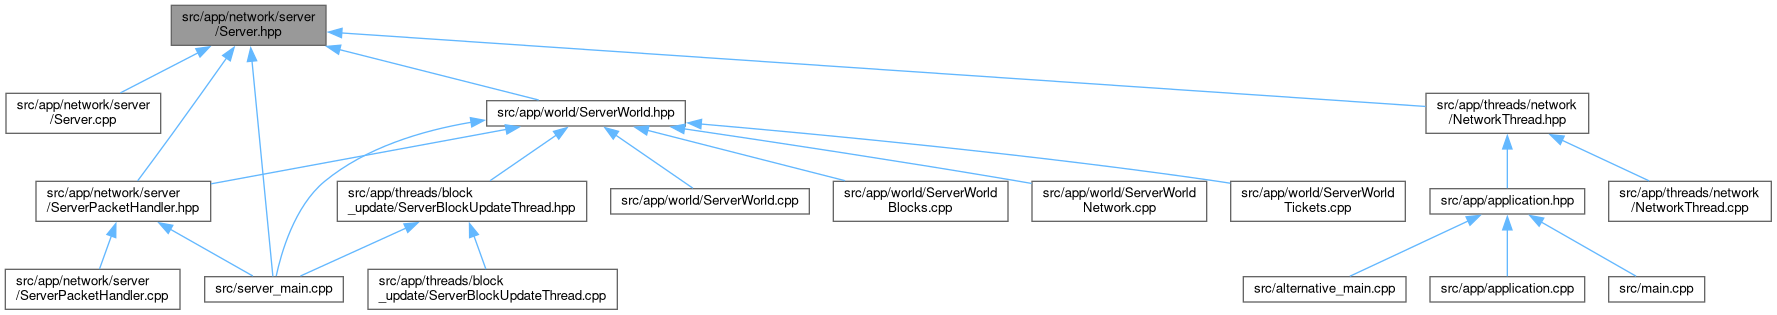 src/app/network/server
/Server.hpp
src/app/network/server
/Server.cpp
src/app/world/ServerWorld.hpp
src/app/threads/network
/NetworkThread.hpp
src/app/network/server
/ServerPacketHandler.hpp
src/app/threads/block
_update/ServerBlockUpdateThread.hpp
src/app/world/ServerWorld.cpp
src/app/world/ServerWorld
Blocks.cpp
src/app/world/ServerWorld
Network.cpp
src/app/world/ServerWorld
Tickets.cpp
src/app/application.hpp
src/app/threads/network
/NetworkThread.cpp
src/app/network/server
/ServerPacketHandler.cpp
src/server_main.cpp
src/app/threads/block
_update/ServerBlockUpdateThread.cpp
src/alternative_main.cpp
src/app/application.cpp
src/main.cpp